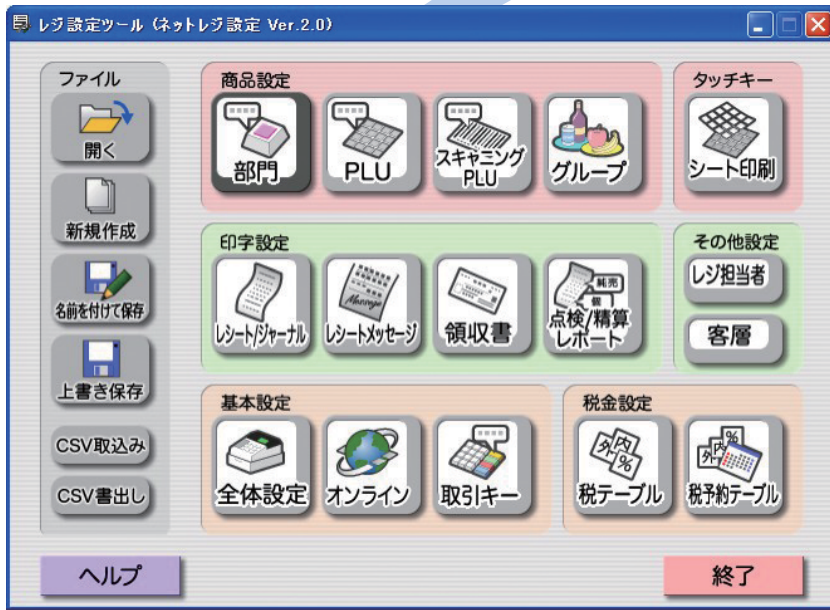 レジ設定ツール (ネットレジ設定 Ver.2.0)
ファイル
開く
新規作成
名前を付けて保存
上書き保存
CSV取込み
CSV書出し
商品設定
部門
PLU
スキャニング
PLU
グループ
タッチキー
シート印刷
印字設定
レシート/ジャーナル
Message
レシートメッセージ
領収書
純売
個
点検/精算
レポート
その他設定
レジ担当者
客層
基本設定
全体設定
オンライン
取引キー
税金設定
外内%
税テーブル
外%
税予約テーブル
ヘルプ
終了